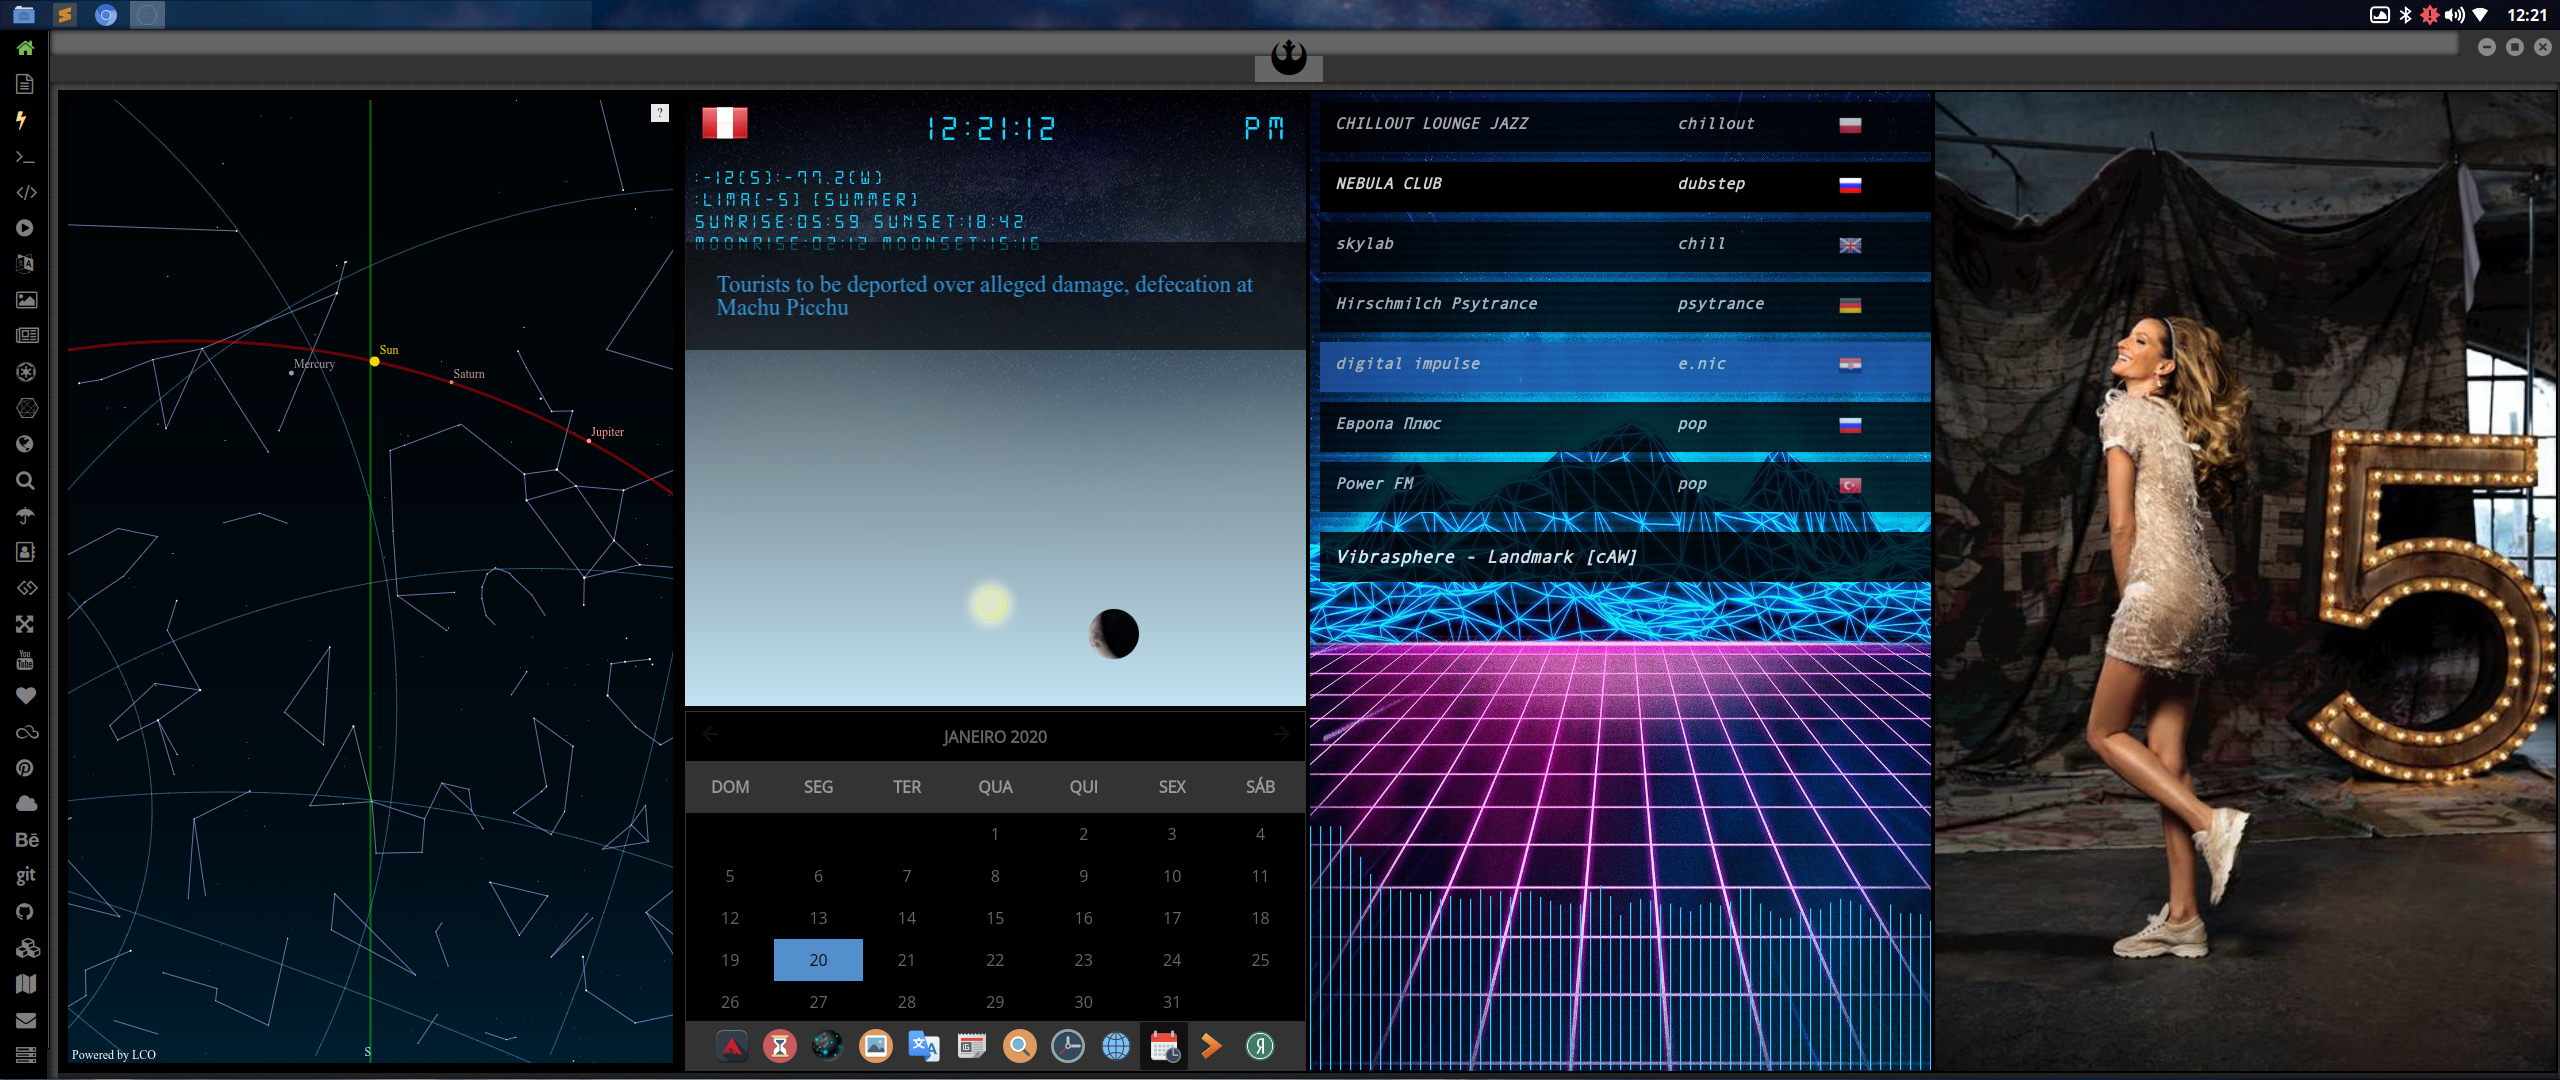 12:21
?
Sun
Mercury
Saturn
Jupiter
S
Powered by LCO
12:21:12 PM
:-12(S):-77.2(W)
:LIMA[-5] [SUMMER]
SUNRISE:05:59 SUNSET:18:42
MOONRISE:02:12 MOONSET:15:16
Tourists to be deported over alleged damage, defecation at
Machu Picchu
JANEIRO 2020
DOM SEG TER QUA QUI SEX SÁB
1 2 3 4
5 6 7 8 9 10 11
12 13 14 15 16 17 18
19 20 21 22 23 24 25
26 27 28 29 30 31
CHILLOUT LOUNGE JAZZ chillout
NEBULA CLUB dubstep
skylab chill
Hirschmilch Psytrance psytrance
digital impulse e.nic
Европа Плюс pop
Power FM pop
Vibrasphere - Landmark [cAW]
5
You
Tube
Bē
git